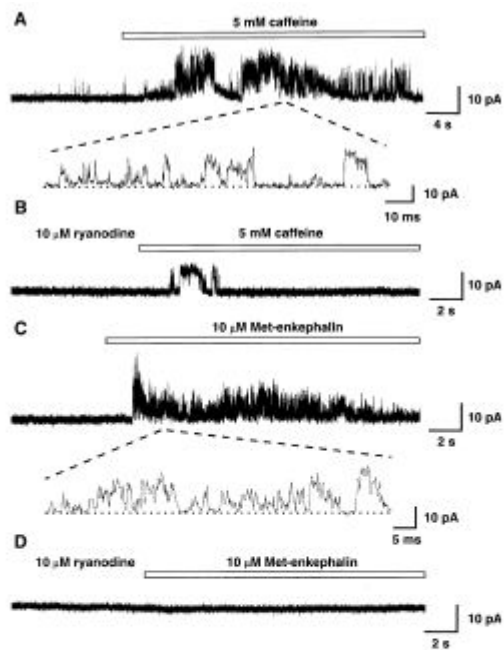 A
5 mM caffeine
10 pA
4 s
10 pA
10 ms
B
10 µM ryanodine 5 mM caffeine
10 pA
2 s
C
10 µM Met-enkephalin
10 pA
2 s
10 pA
5 ms
D
10 µM ryanodine 10 µM Met-enkephalin
10 pA
2 s